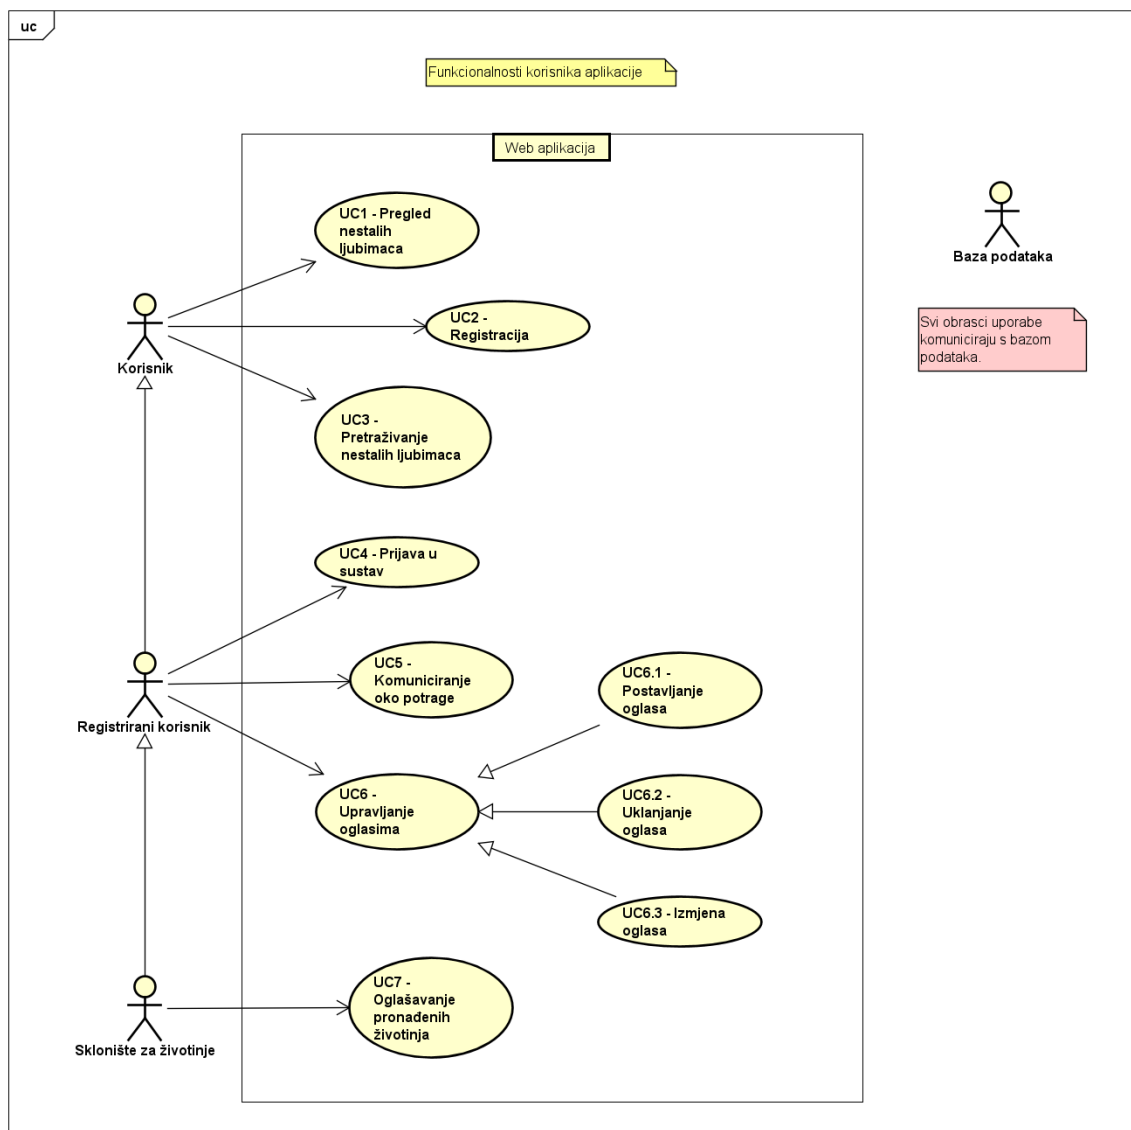 uc
Funkcionalnosti korisnika aplikacije
Web aplikacija
UC1 - Pregled
nestalih
ljubimaca
Baza podataka
UC2 -
Registracija
Svi obrasci uporabe
komuniciraju s bazom
podataka.
Korisnik
UC3 -
Pretraživanje
nestalih ljubimaca
UC4 - Prijava u
sustav
UC5 -
Komuniciranje
oko potrage
UC6.1 -
Postavljanje
oglasa
Registrirani korisnik
UC6 -
Upravljanje
oglasima
UC6.2 -
Uklanjanje
oglasa
UC6.3 - Izmjena
oglasa
UC7 -
Oglašavanje
pronađenih
životinja
Sklonište za životinje